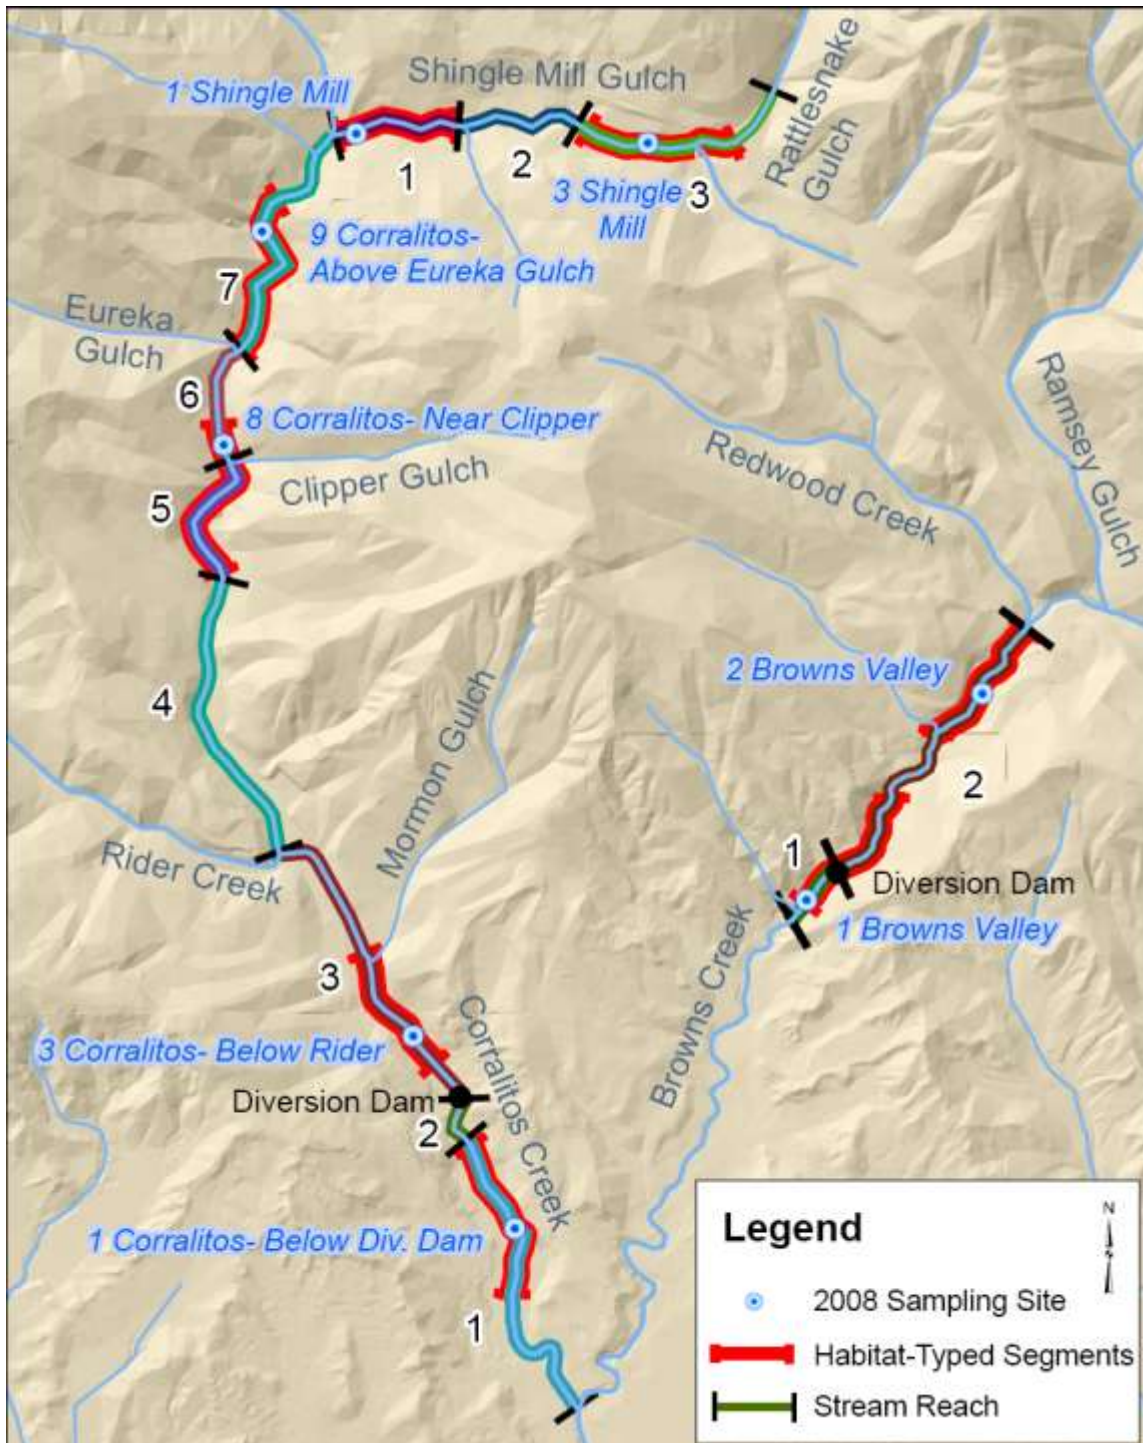 Shingle Mill Gulch
1 Shingle Mill
Rattlesnake
Gulch
1
2
3
3 Shingle
Mill
9 Corralitos-
Above Eureka Gulch
7
Eureka
Gulch
6
8 Corralitos- Near Clipper
Clipper Gulch
5
Redwood Creek
Ramsey Gulch
4
Mormon Gulch
2 Browns Valley
2
1
Diversion Dam
1 Browns Valley
Rider Creek
3
Browns Creek
3 Corralitos- Below Rider
Corralitos Creek
Diversion Dam
2
1 Corralitos- Below Div. Dam
1
Legend
N
S
2008 Sampling Site
Habitat-Typed Segments
Stream Reach